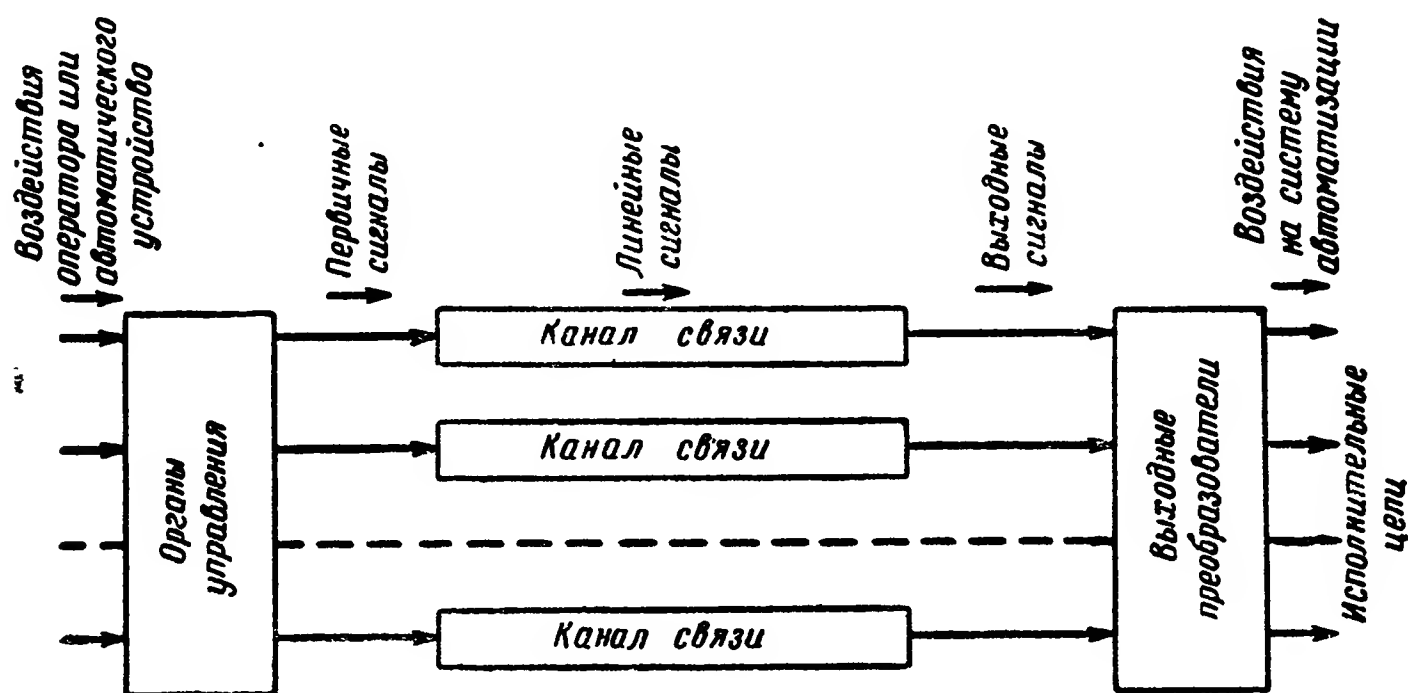 Воздействия
оператора или
автоматического
устройство
Первичные
сигналы
Линейные
сигналы
Выходные
сигналы
Воздействия
на систему
автоматизации
Органы
управления
Канал связи
Канал связи
Канал связи
Выходные
преобразователи
Исполнительные
цепи